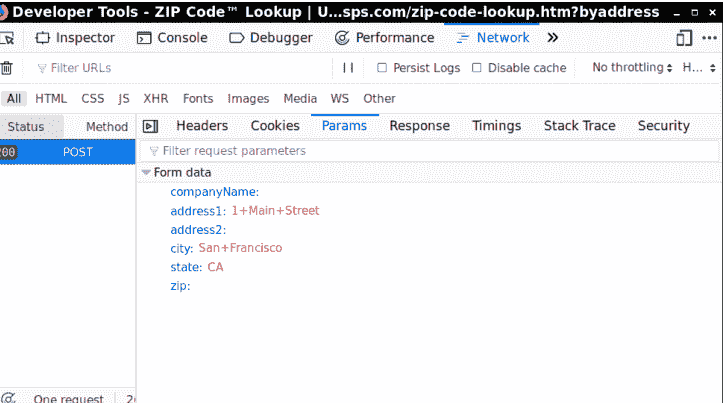 Developer Tools - ZIP Code™ Lookup | U...sps.com/zip-code-lookup.htm?byaddress
Inspector Console Debugger Performance Network
Filter URLs Persist Logs Disable cache No throttling H...
All HTML CSS JS XHR Fonts Images Media WS Other
Status Method Headers Cookies Params Response Timings Stack Trace Security
200 POST Filter request parameters
Form data
companyName:
address1: 1+Main+Street
address2:
city: San+Francisco
state: CA
zip:
One request